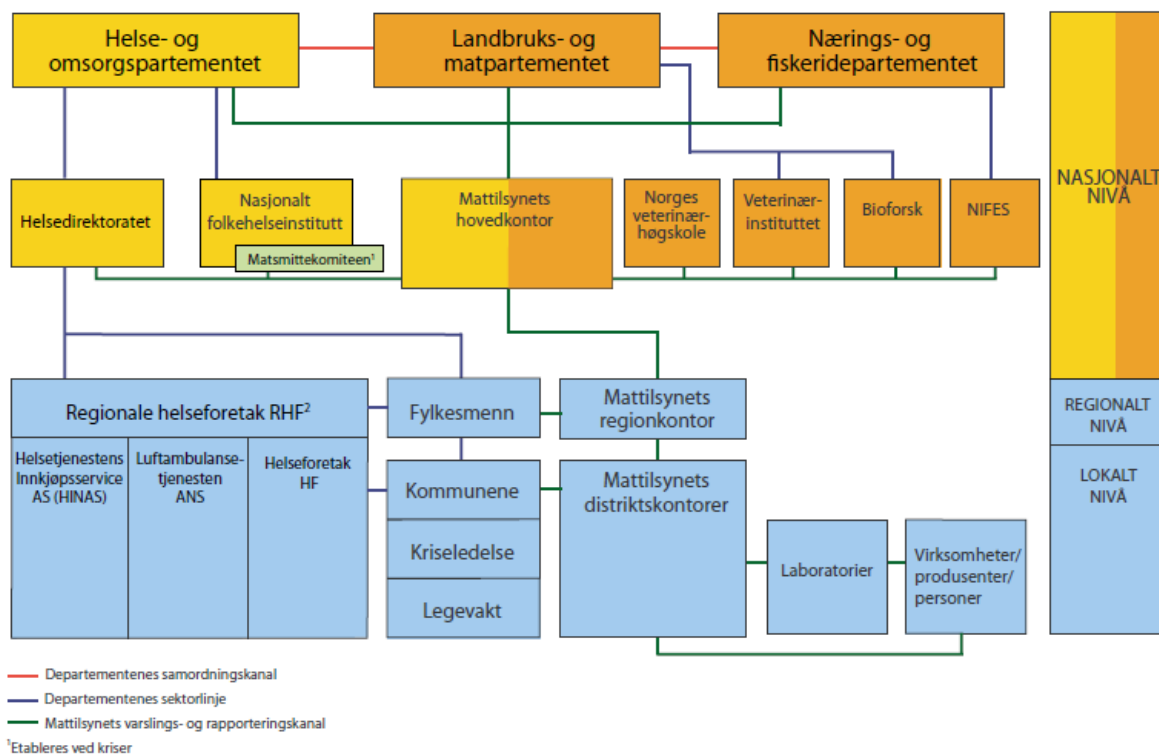 Helse- og
omsorgspartementet
Landbruks- og
matpartementet
Nærings- og
fiskeridepartementet
NASJONALT
NIVÅ
Helsedirektoratet
Nasjonalt
folkehelseinstitutt
Matsmittekomiteen¹
Mattilsynets
hovedkontor
Norges
veterinær-
høgskole
Veterinær-
instituttet
Bioforsk
NIFES
Regionale helseforetak RHF²
Fylkesmenn
Mattilsynets
regionkontor
REGIONALT
NIVÅ
Helsetjenestens
Innkjøpsservice
AS (HINAS)
Luftambulanse-
tjenesten
ANS
Helseforetak
HF
Kommunene
Kriseledelse
Legevakt
Mattilsynets
distriktskontorer
Laboratorier
Virksomheter/
produsenter/
personer
LOKALT
NIVÅ
Departementenes samordningskanal
Departementenes sektorlinje
Mattilsynets varslings- og rapporteringskanal
¹Etableres ved kriser